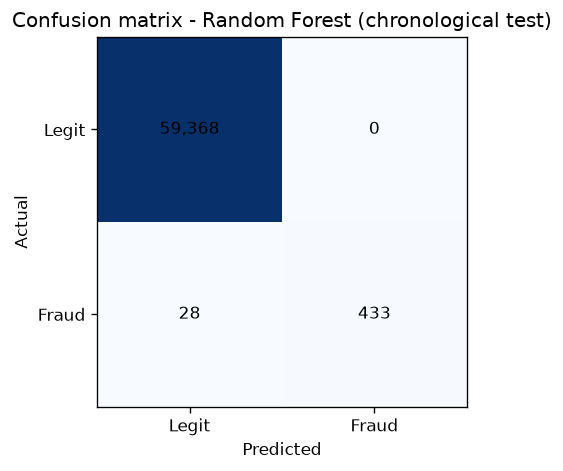 Confusion matrix - Random Forest (chronological test)
Actual
Legit
59,368
0
Fraud
28
433
Legit
Fraud
Predicted